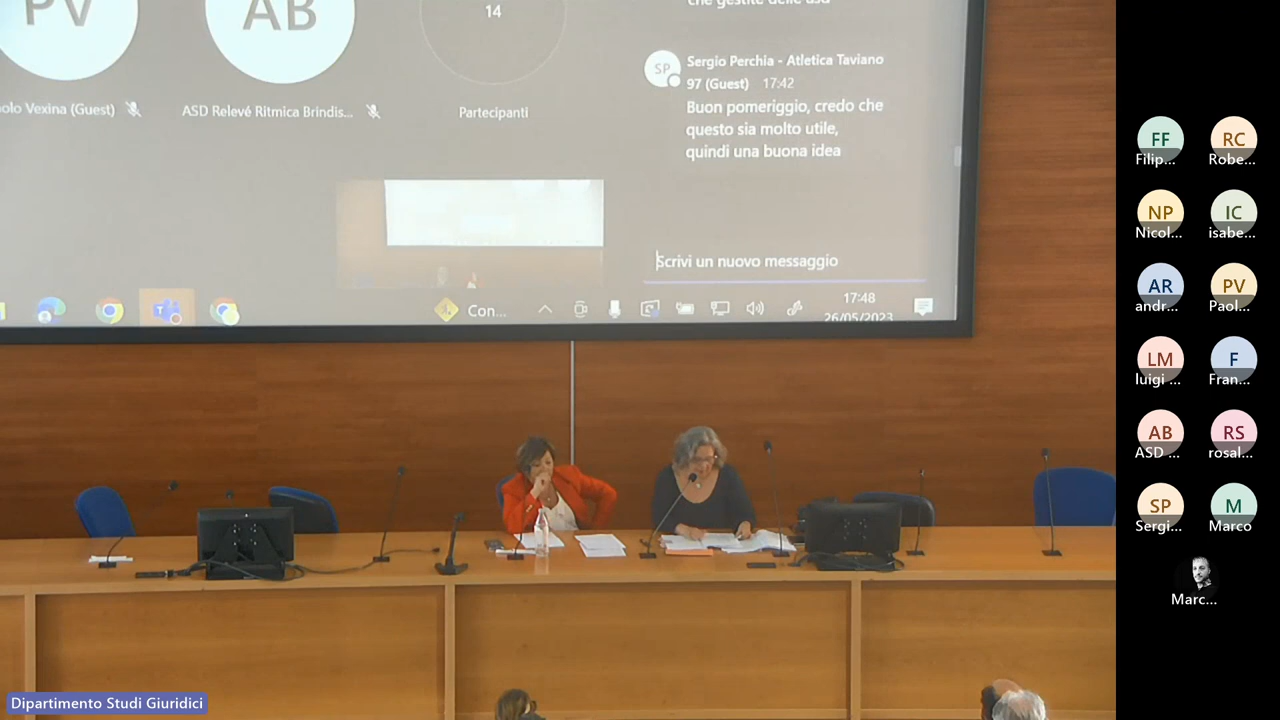 PV
AB
14
che gestite delle asd
olo Vexina (Guest)
ASD Relevé Ritmica Brindis...
Partecipanti
SP
Sergio Perchia - Atletica Taviano
97 (Guest) 17:42
Buon pomeriggio, credo che
questo sia molto utile,
quindi una buona idea
Scrivi un nuovo messaggio
Con...
17:48
26/05/2023
FF
Filip...
RC
Robe...
NP
Nicol...
IC
isabe...
AR
andr...
PV
Paol...
LM
luigi ...
F
Fran...
AB
ASD ...
RS
rosal...
SP
Sergi...
M
Marco
Marc...
Dipartimento Studi Giuridici